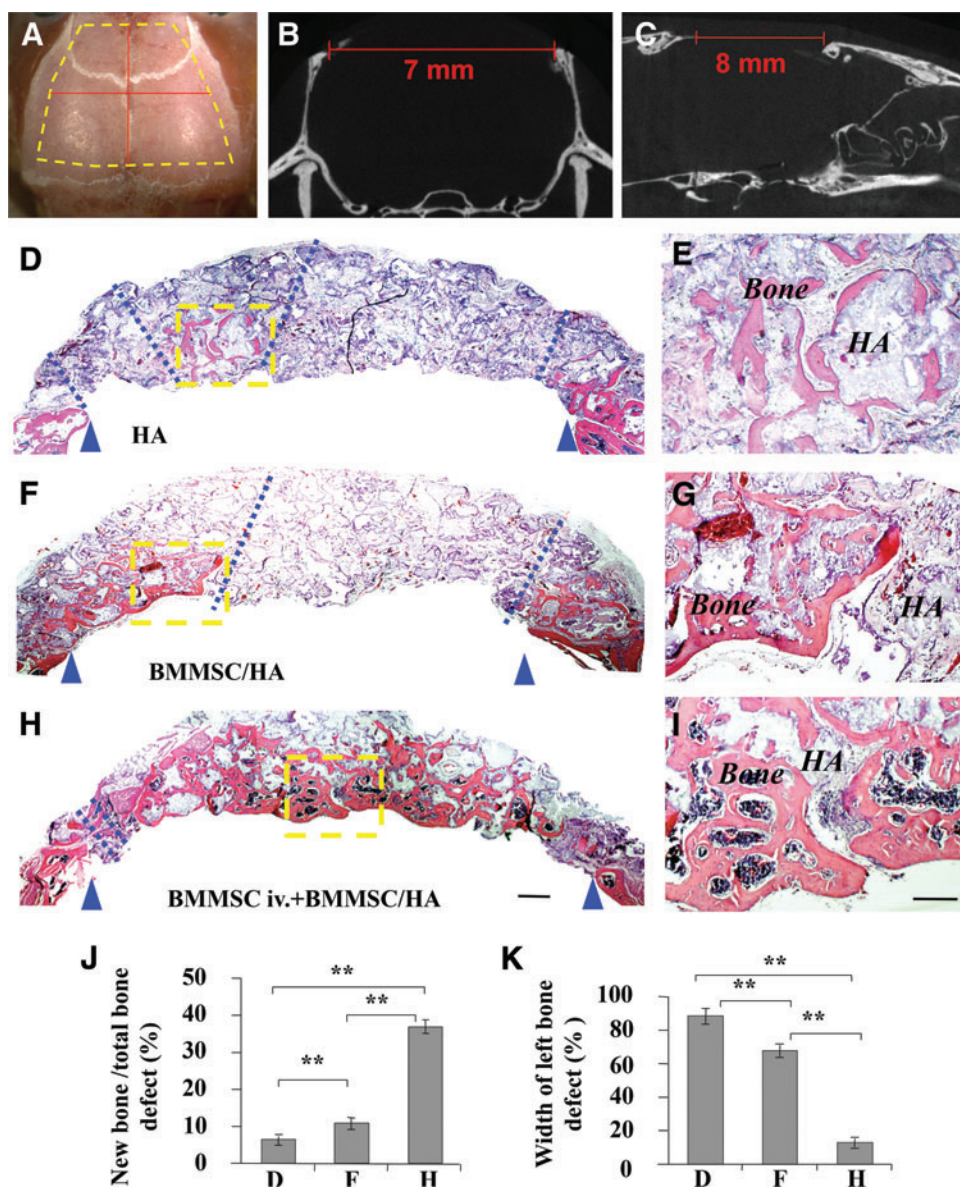 A
B
7 mm
C
8 mm
D
HA
E
Bone
HA
F
BMMSC/HA
G
Bone
HA
H
BMMSC iv.+BMMSC/HA
I
Bone
HA
J
New bone /total bone
defect (%)
50
40
30
20
10
0
**
**
**
D
F
H
K
Width of left bone
defect (% )
100
80
60
40
20
0
**
**
**
D
F
H